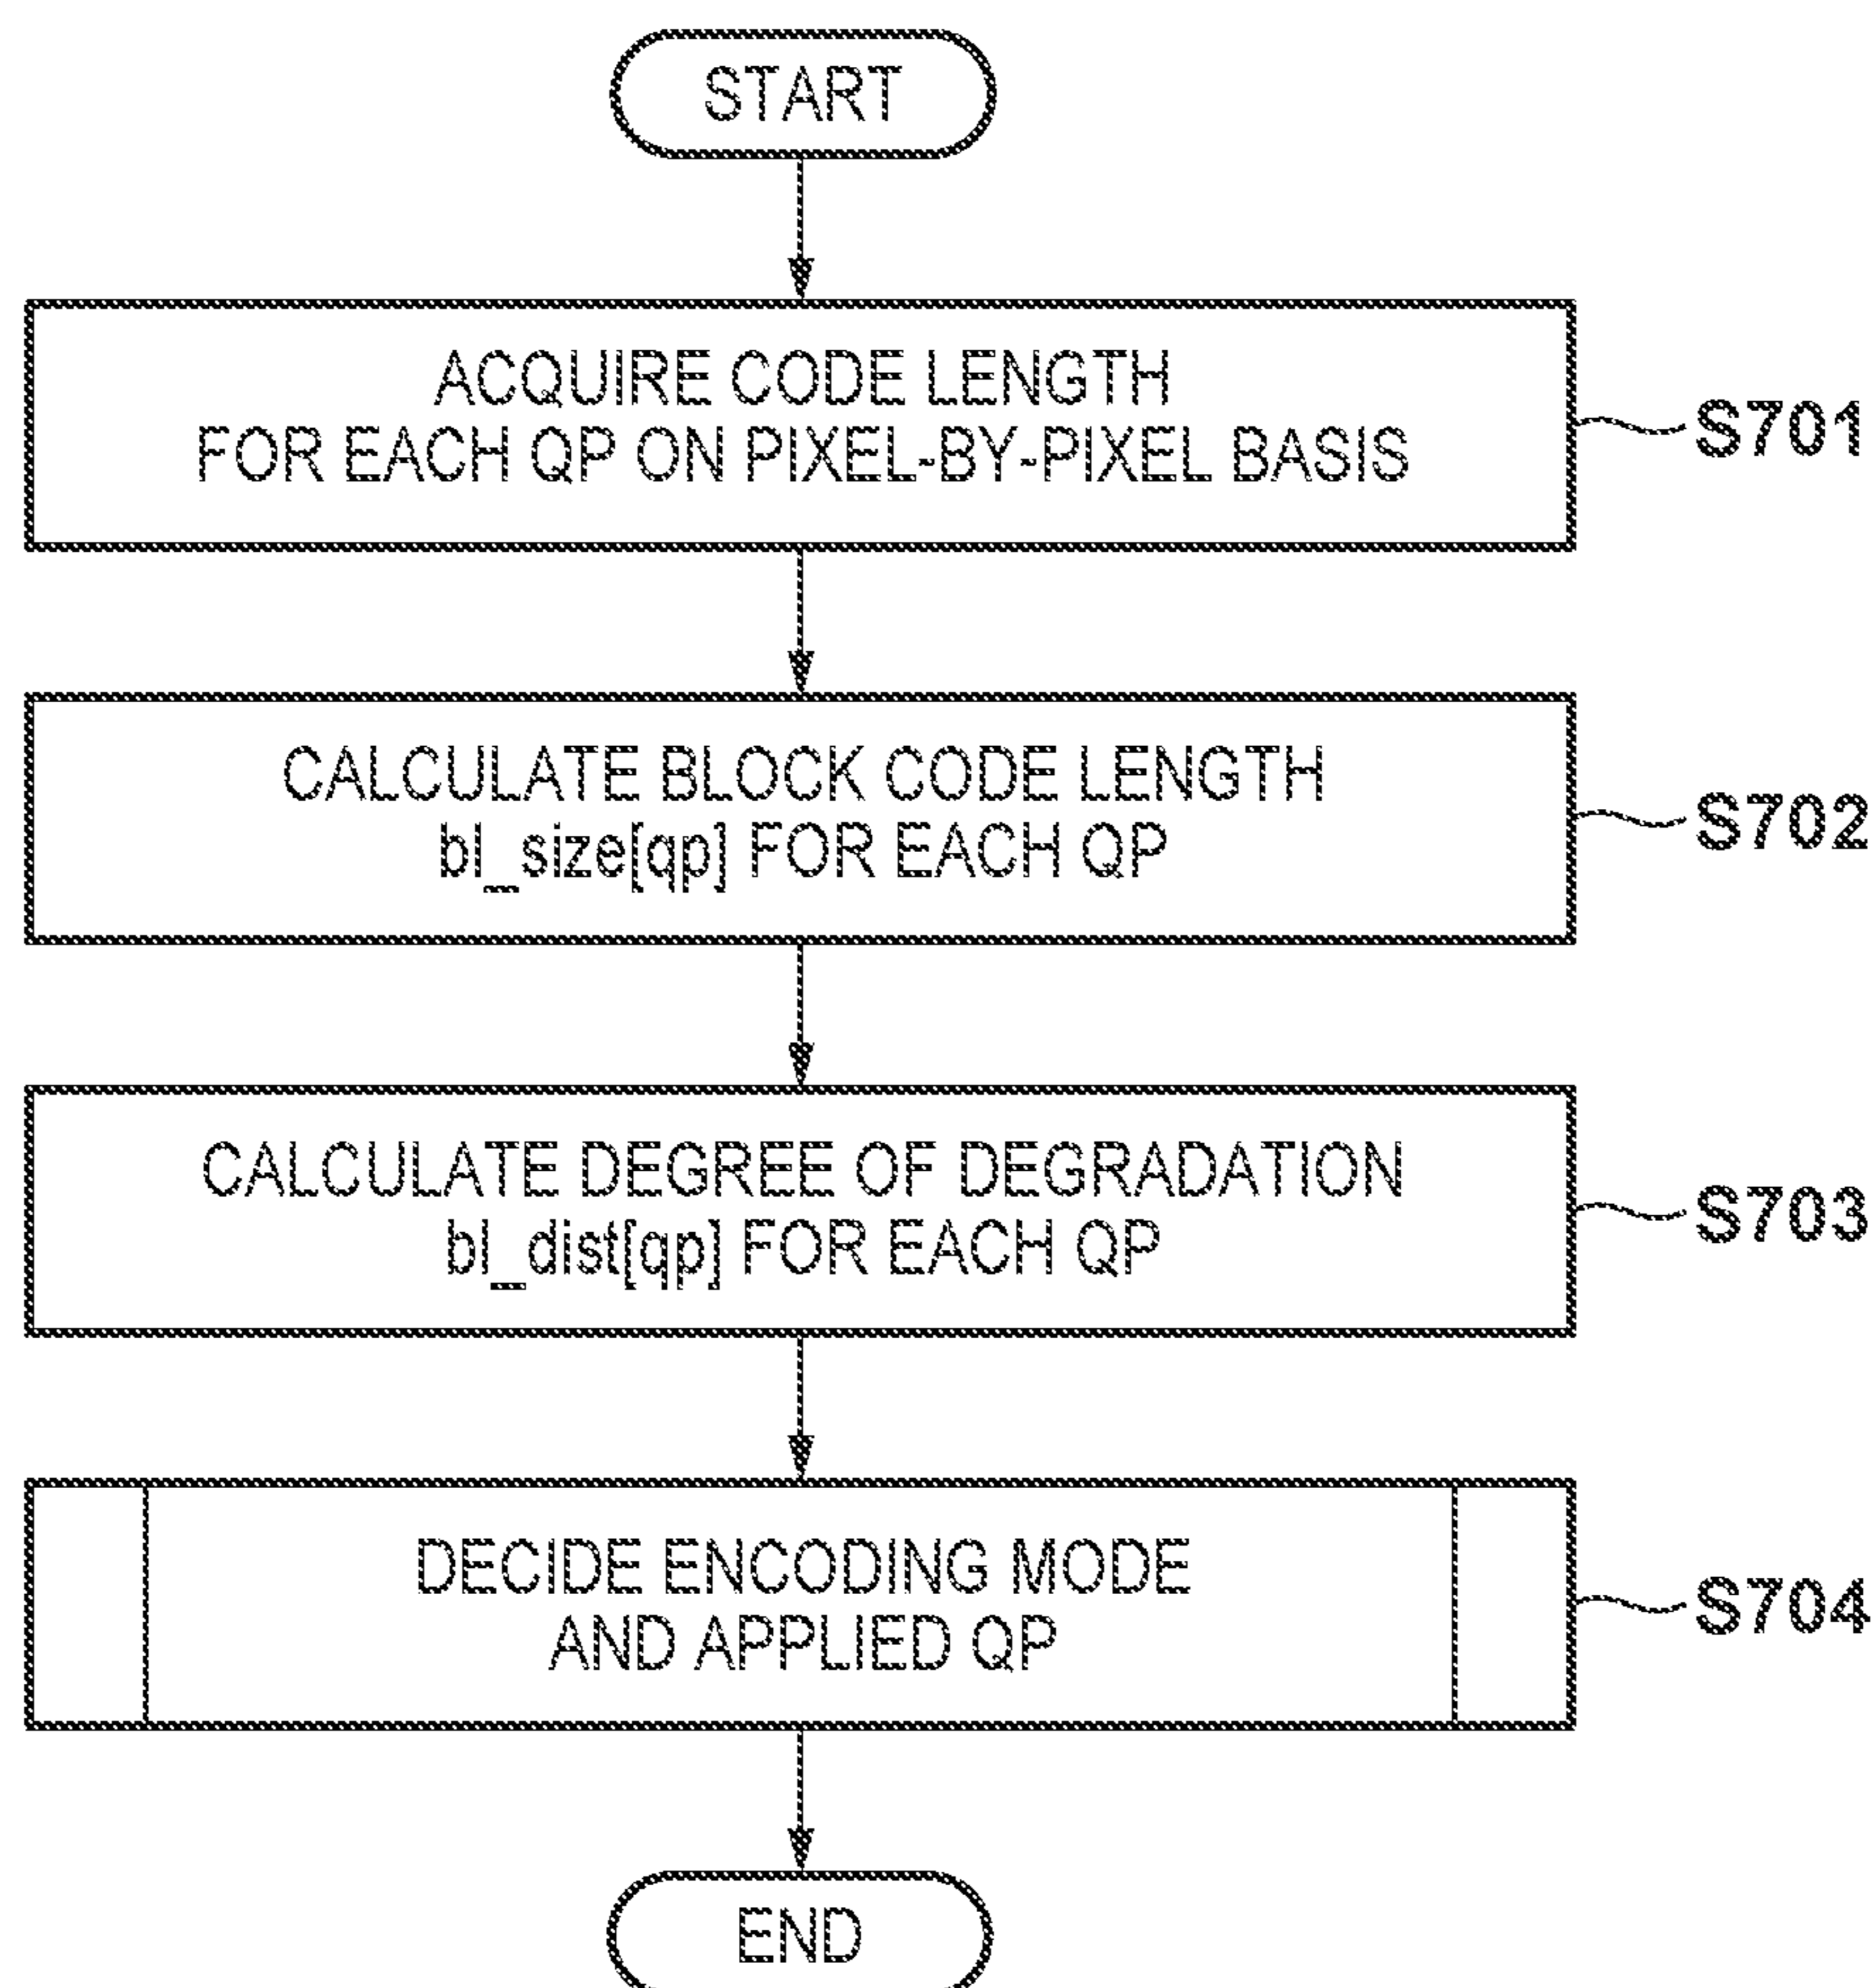 START
ACQUIRE CODE LENGTH
FOR EACH QP ON PIXEL-BY-PIXEL BASIS
S701
CALCULATE BLOCK CODE LENGTH
bl_size[qp] FOR EACH QP
S702
CALCULATE DEGREE OF DEGRADATION
bl_dist[qp] FOR EACH QP
S703
DECIDE ENCODING MODE
AND APPLIED QP
S704
END